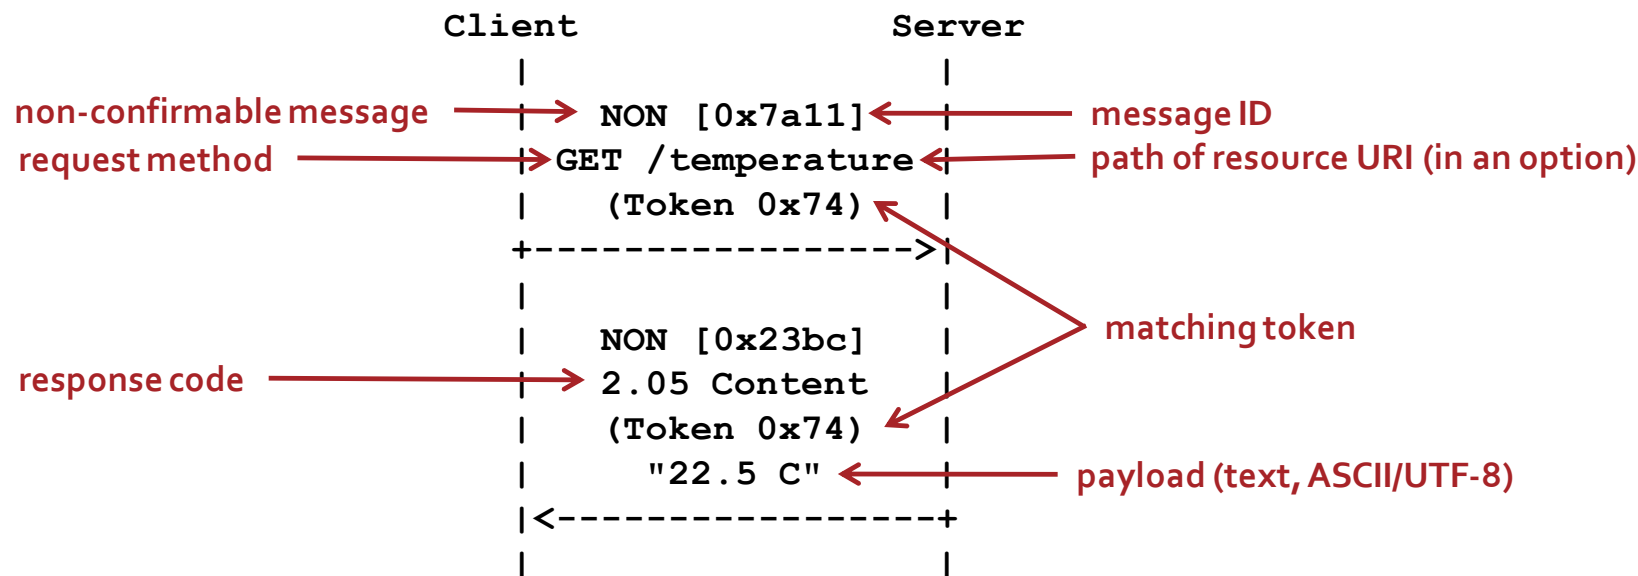 Client Server
| |
non-confirmable message NON [0x7a11] message ID
request method GET /temperature path of resource URI (in an option)
| (Token 0x74) |
+------------------>|
| |
| NON [0x23bc] | matching token
response code 2.05 Content
| (Token 0x74) |
"22.5 C" payload (text, ASCII/UTF-8)
|<------------------+
| |